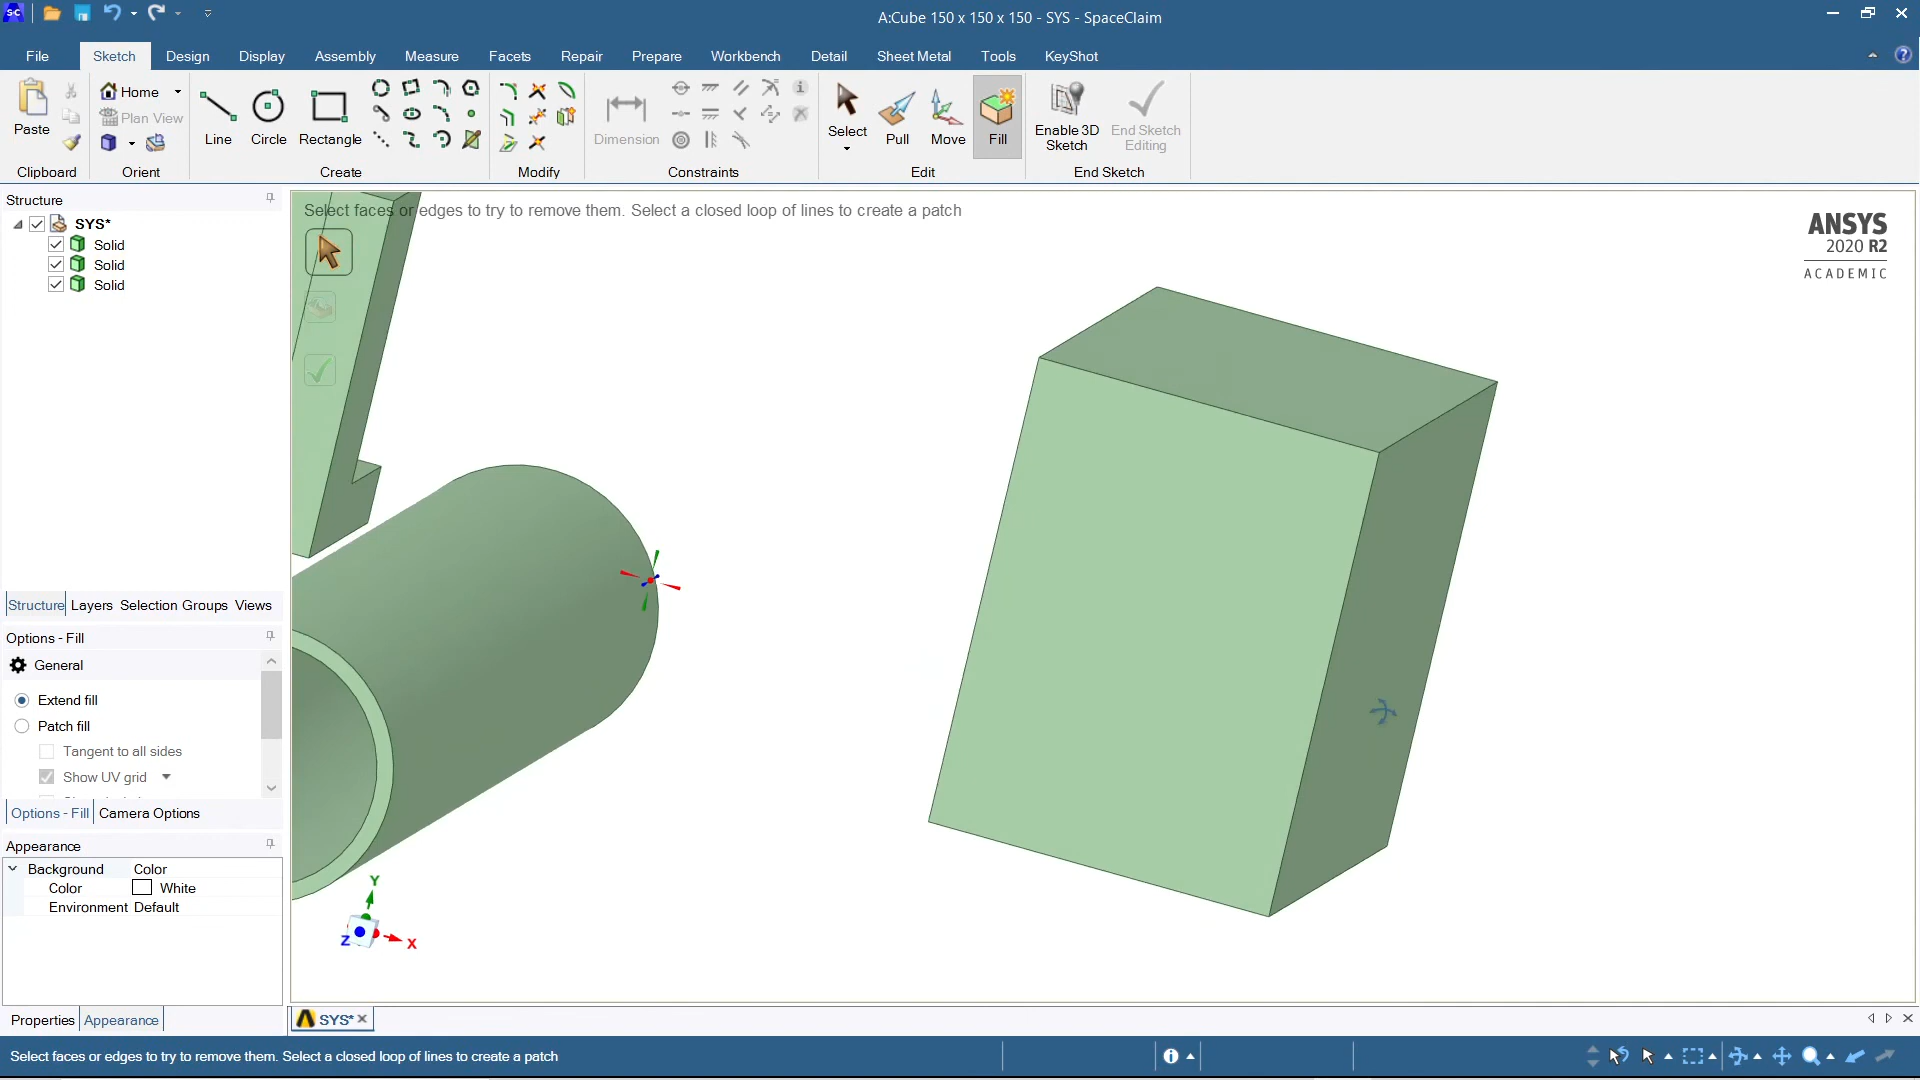 SC
A:Cube 150 x 150 x 150 - SYS - SpaceClaim
File Sketch Design Display Assembly Measure Facets Repair Prepare Workbench Detail Sheet Metal Tools KeyShot
Paste
Home
Plan View
Line Circle Rectangle
Dimension
Select Pull Move Fill
Enable 3D Sketch
End Sketch Editing
Clipboard Orient Create Modify Constraints Edit End Sketch
Structure
SYS*
Solid
Solid
Solid
Structure Layers Selection Groups Views
Options - Fill
General
Extend fill
Patch fill
Tangent to all sides
Show UV grid
Options - Fill Camera Options
Appearance
Background Color
Color White
Environment Default
Properties Appearance
Select faces or edges to try to remove them. Select a closed loop of lines to create a patch
ANSYS
2020 R2
ACADEMIC
Y
Z
X
SYS*
Select faces or edges to try to remove them. Select a closed loop of lines to create a patch